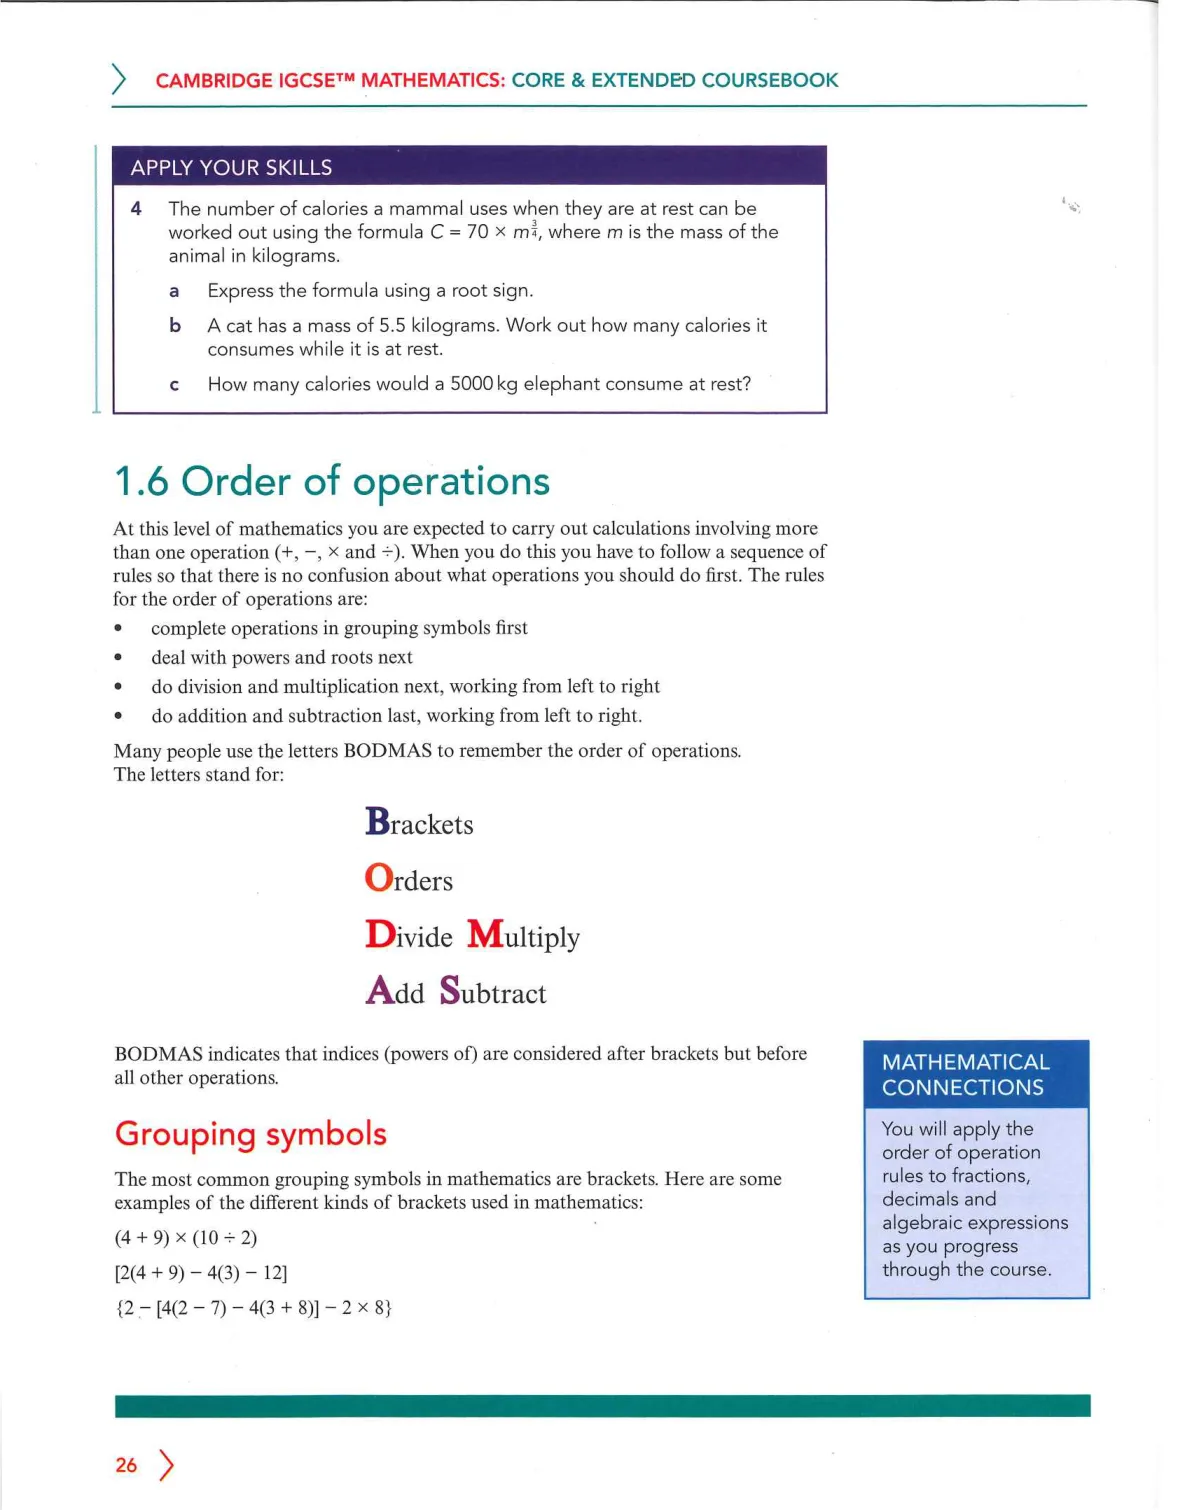 CAMBRIDGE IGCSE™ MATHEMATICS: CORE & EXTENDED COURSEBOOK
APPLY YOUR SKILLS
4 The number of calories a mammal uses when they are at rest can be
worked out using the formula C = 70 × m^(3/4), where m is the mass of the
animal in kilograms.
a Express the formula using a root sign.
b A cat has a mass of 5.5 kilograms. Work out how many calories it
consumes while it is at rest.
c How many calories would a 5000 kg elephant consume at rest?
1.6 Order of operations
At this level of mathematics you are expected to carry out calculations involving more
than one operation (+, −, × and ÷). When you do this you have to follow a sequence of
rules so that there is no confusion about what operations you should do first. The rules
for the order of operations are:
• complete operations in grouping symbols first
• deal with powers and roots next
• do division and multiplication next, working from left to right
• do addition and subtraction last, working from left to right.
Many people use the letters BODMAS to remember the order of operations.
The letters stand for:
Brackets
Orders
Divide Multiply
Add Subtract
BODMAS indicates that indices (powers of) are considered after brackets but before
all other operations.
Grouping symbols
The most common grouping symbols in mathematics are brackets. Here are some
examples of the different kinds of brackets used in mathematics:
(4 + 9) × (10 ÷ 2)
[2(4 + 9) − 4(3) − 12]
{2 − [4(2 − 7) − 4(3 + 8)] − 2 × 8}
MATHEMATICAL
CONNECTIONS
You will apply the
order of operation
rules to fractions,
decimals and
algebraic expressions
as you progress
through the course.
26